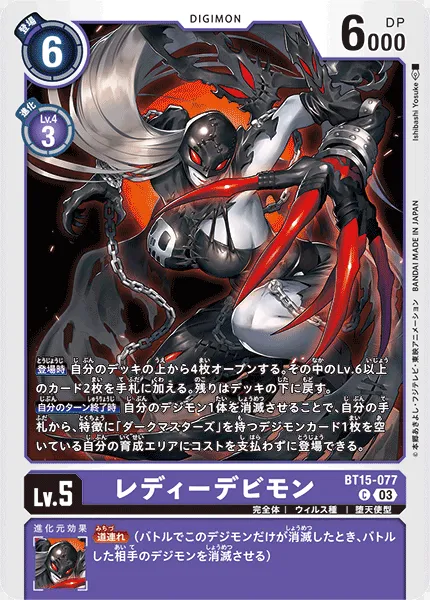 登場
6
DIGIMON
6000 DP
進化
Lv.4
3
Ishibashi Yosuke
BANDAI MADE IN JAPAN
©本郷あきよし・フジテレビ・東映アニメーション
登場時 自分のデッキの上から4枚オープンする。その中のLv.6以上
のカード2枚を手札に加える。残りはデッキの下に戻す。
自分のターン終了時 自分のデジモン1体を消滅させることで、自分の手
札から、特徴に「ダークマスターズ」を持つデジモンカード1枚を空
いている自分の育成エリアにコストを支払わずに登場できる。
Lv.5
レディーデビモン
BT15-077
C 03
完全体 | ウィルス種 | 堕天使型
進化元効果
道連れ (バトルでこのデジモンだけが消滅したとき、バトル
した相手のデジモンを消滅させる)